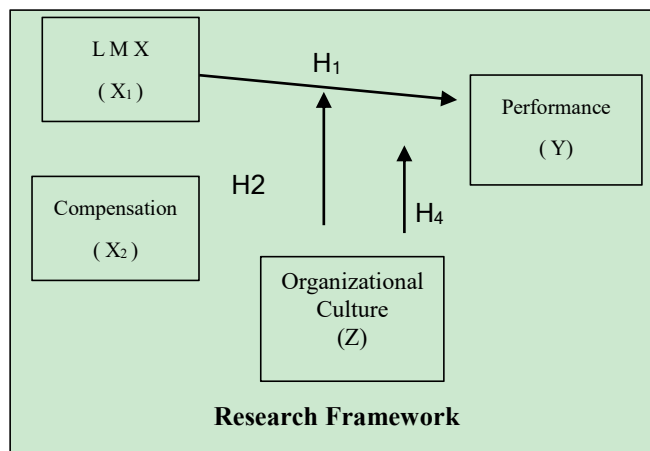 L M X
( X₁ )
H₁
Performance
( Y)
Compensation
( X₂ )
H2
H₄
Organizational
Culture
(Z)
Research Framework